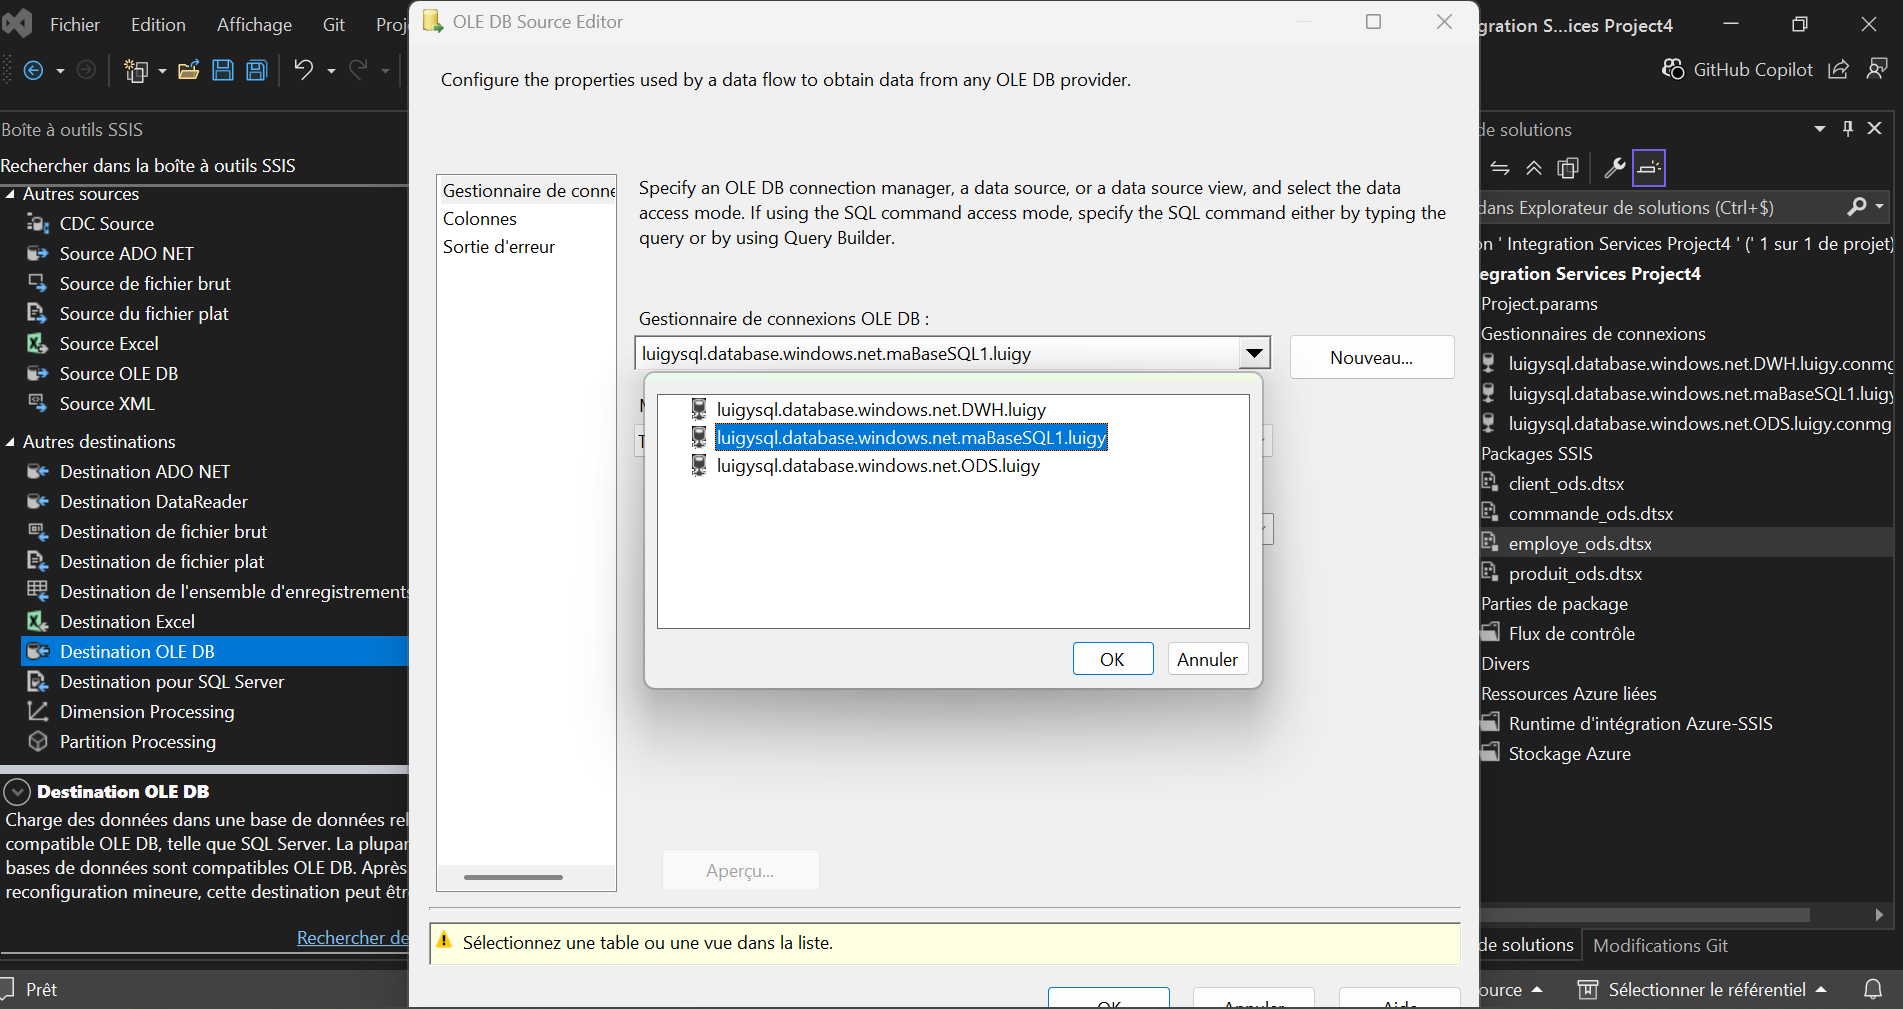 Fichier Edition Affichage Git
OLE DB Source Editor
gration S...ices Project4
GitHub Copilot
Configure the properties used by a data flow to obtain data from any OLE DB provider.
Boîte à outils SSIS
Rechercher dans la boîte à outils SSIS
Autres sources
CDC Source
Source ADO NET
Source de fichier brut
Source du fichier plat
Source Excel
Source OLE DB
Source XML
Autres destinations
Destination ADO NET
Destination DataReader
Destination de fichier brut
Destination de fichier plat
Destination de l'ensemble d'enregistrements
Destination Excel
Destination OLE DB
Destination pour SQL Server
Dimension Processing
Partition Processing
Destination OLE DB
Charge des données dans une base de données rel
compatible OLE DB, telle que SQL Server. La plupar
bases de données sont compatibles OLE DB. Après
reconfiguration mineure, cette destination peut êtr
Rechercher de
Prêt
Gestionnaire de conne
Colonnes
Sortie d'erreur
Specify an OLE DB connection manager, a data source, or a data source view, and select the data
access mode. If using the SQL command access mode, specify the SQL command either by typing the
query or by using Query Builder.
Gestionnaire de connexions OLE DB :
luigysql.database.windows.net.maBaseSQL1.luigy
Nouveau...
luigysql.database.windows.net.DWH.luigy
luigysql.database.windows.net.maBaseSQL1.luigy
luigysql.database.windows.net.ODS.luigy
OK Annuler
Aperçu...
Sélectionnez une table ou une vue dans la liste.
OK Annuler Aide
de solutions
dans Explorateur de solutions (Ctrl+$)
on ' Integration Services Project4 ' (' 1 sur 1 de projet)
egration Services Project4
Project.params
Gestionnaires de connexions
luigysql.database.windows.net.DWH.luigy.conmg
luigysql.database.windows.net.maBaseSQL1.luigy
luigysql.database.windows.net.ODS.luigy.conmg
Packages SSIS
client_ods.dtsx
commande_ods.dtsx
employe_ods.dtsx
produit_ods.dtsx
Parties de package
Flux de contrôle
Divers
Ressources Azure liées
Runtime d'intégration Azure-SSIS
Stockage Azure
de solutions Modifications Git
ource Sélectionner le référentiel